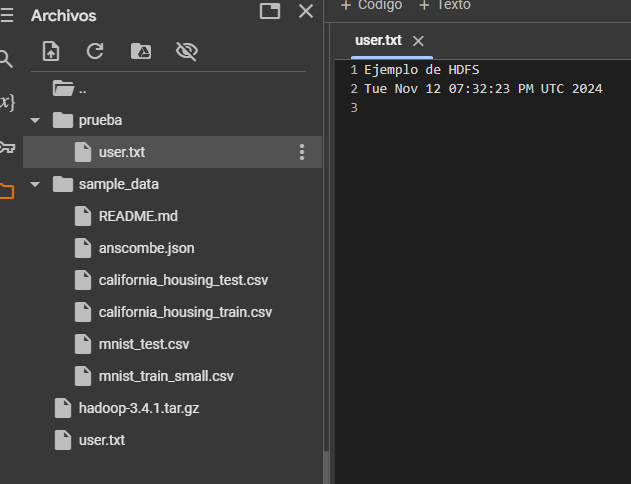 Archivos
..
prueba
user.txt
sample_data
README.md
anscombe.json
california_housing_test.csv
california_housing_train.csv
mnist_test.csv
mnist_train_small.csv
hadoop-3.4.1.tar.gz
user.txt
+ Código + Texto
user.txt
1 Ejemplo de HDFS
2 Tue Nov 12 07:32:23 PM UTC 2024
3